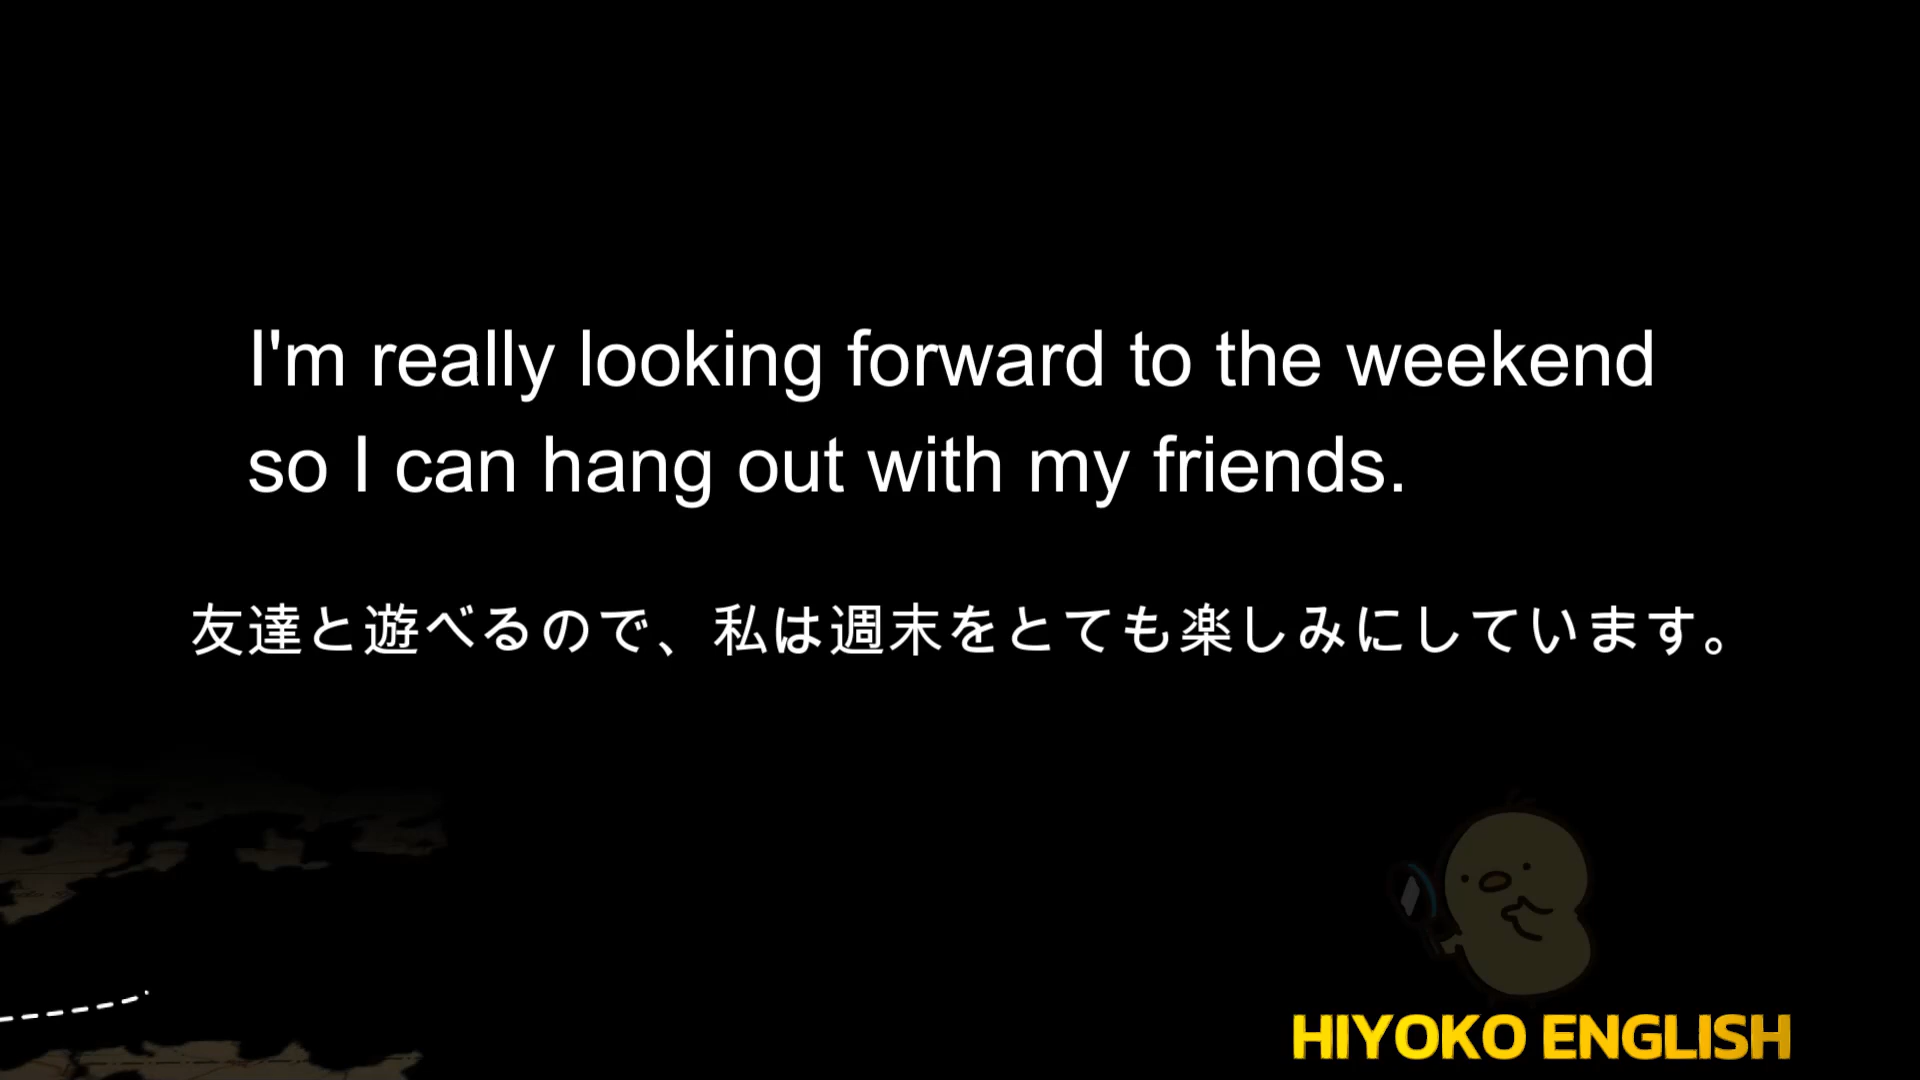 I'm really looking forward to the weekend
so I can hang out with my friends.
友達と遊べるので、私は週末をとても楽しみにしています。
HIYOKO ENGLISH